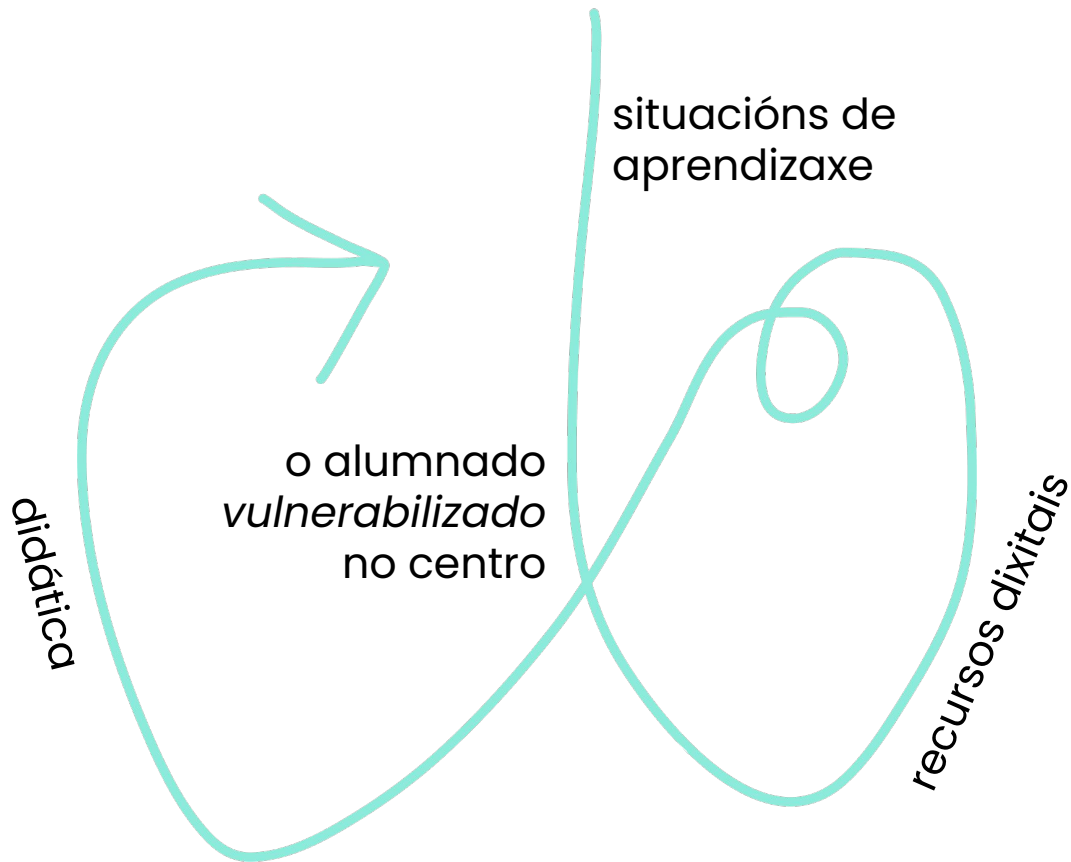 situacións de
aprendizaxe
o alumnado
vulnerabilizado
no centro
didática
recursos dixitais